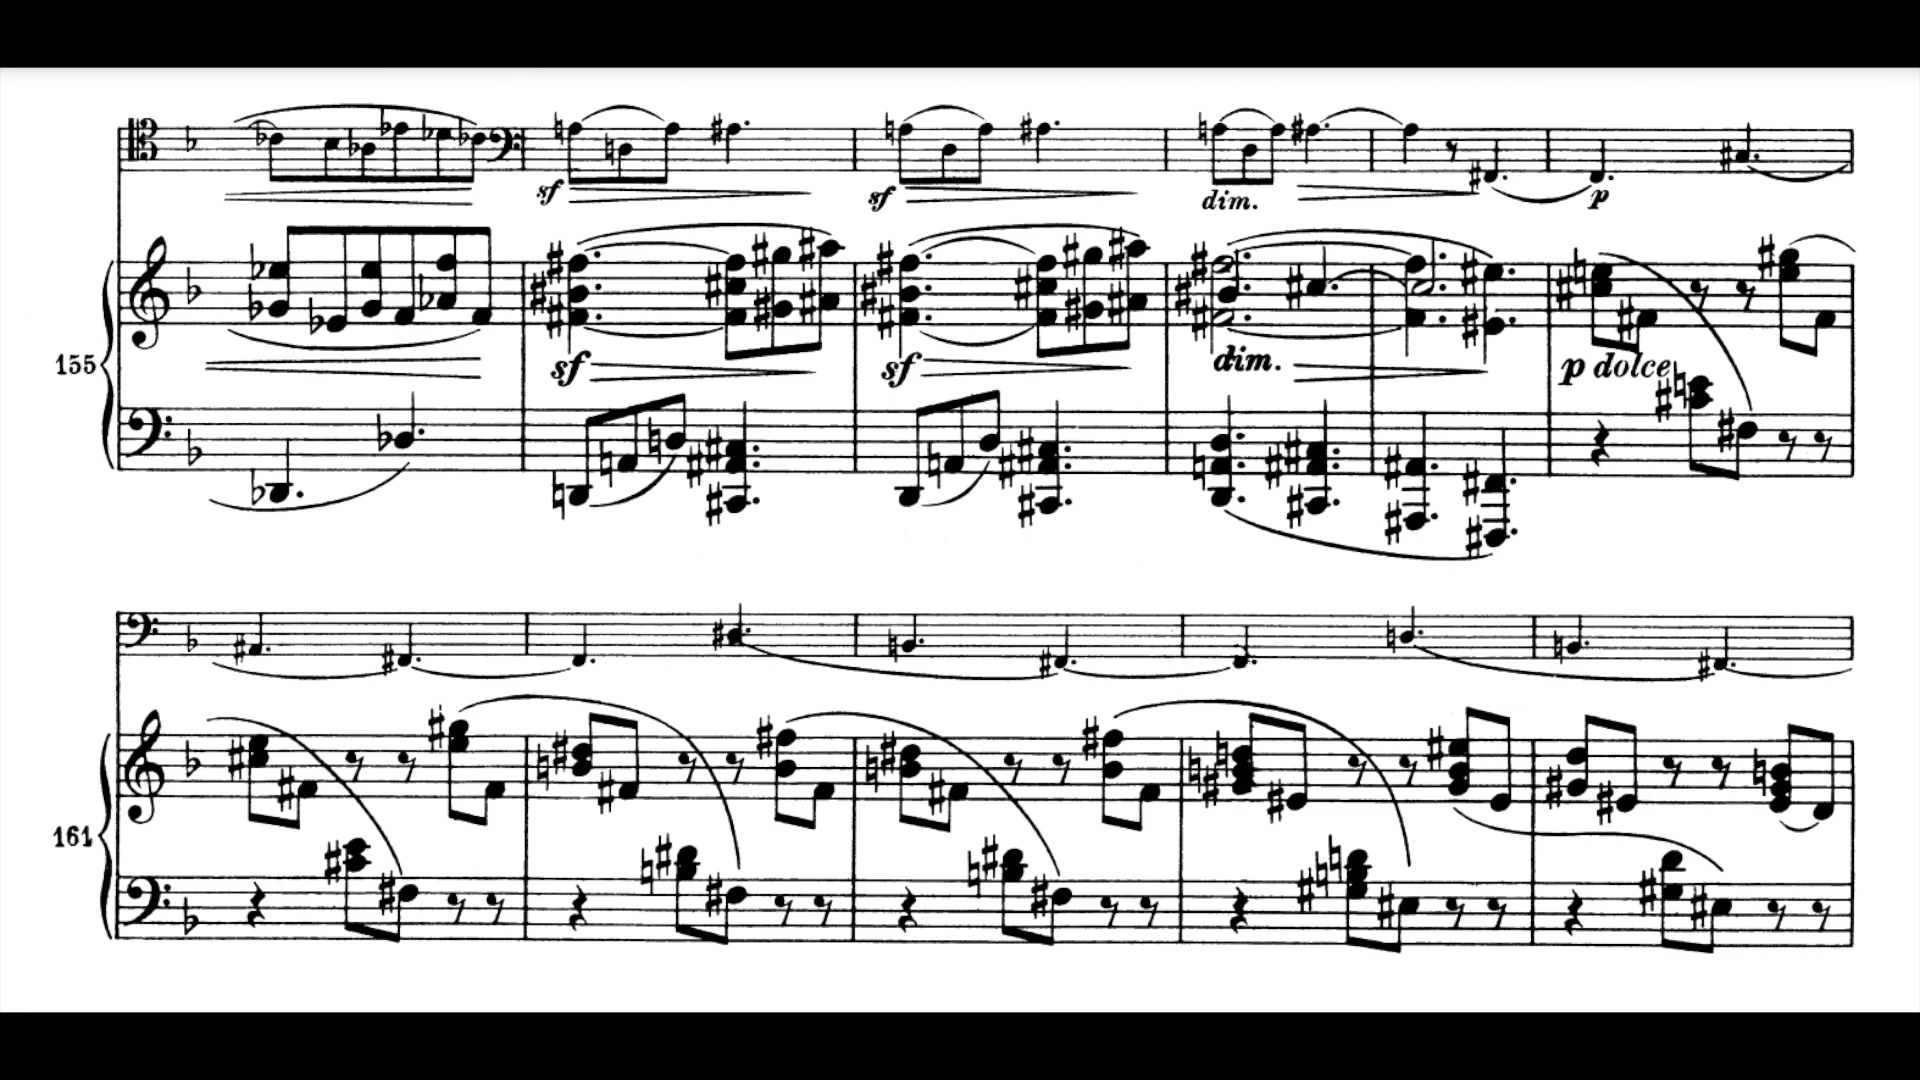 sf sf dim. p
155 sf sf dim. p dolce
161